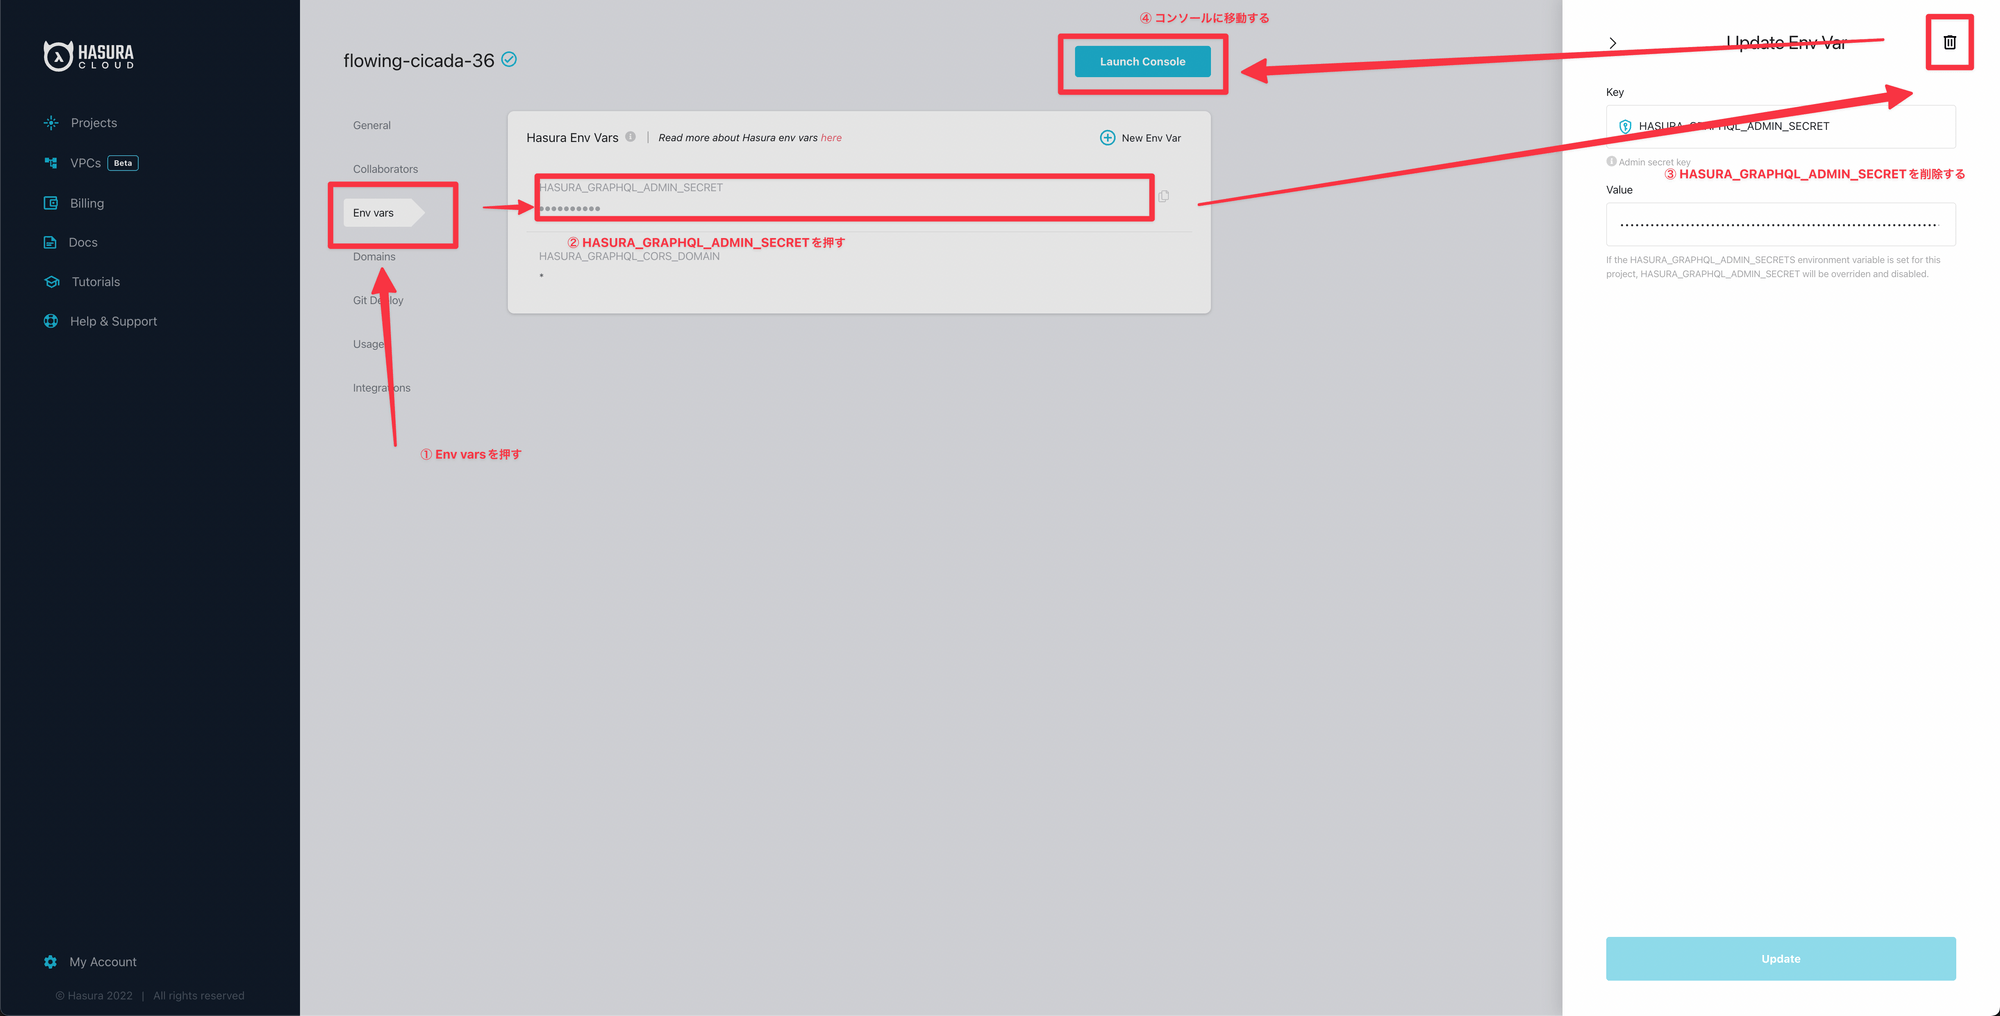 HASURA
CLOUD
Projects
VPCs Beta
Billing
Docs
Tutorials
Help & Support
My Account
© Hasura 2022 | All rights reserved
flowing-cicada-36
④ コンソールに移動する
Launch Console
General
Collaborators
Env vars
Domains
Git Deploy
Usage
Integrations
① Env varsを押す
Hasura Env Vars | Read more about Hasura env vars here
New Env Var
HASURA_GRAPHQL_ADMIN_SECRET
••••••••••
② HASURA_GRAPHQL_ADMIN_SECRETを押す
HASURA_GRAPHQL_CORS_DOMAIN
*
Update Env Var
Key
HASURA_GRAPHQL_ADMIN_SECRET
Admin secret key
③ HASURA_GRAPHQL_ADMIN_SECRETを削除する
Value
If the HASURA_GRAPHQL_ADMIN_SECRETS environment variable is set for this
project, HASURA_GRAPHQL_ADMIN_SECRET will be overriden and disabled.
Update